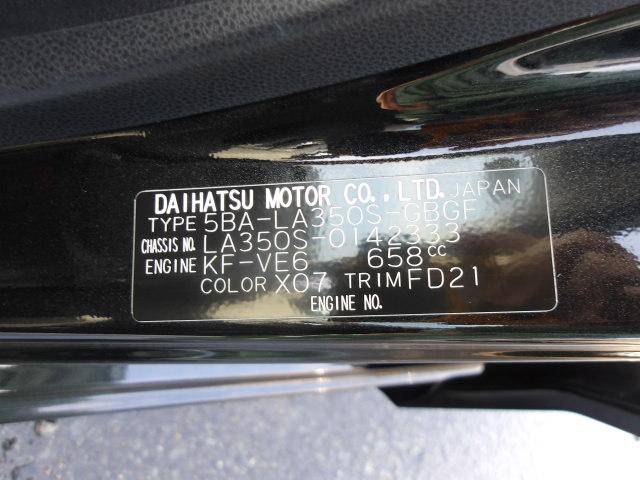 DAIHATSU MOTOR CO., LTD. JAPAN
TYPE 5BA-LA350S-GBGF
CHASSIS NO. LA350S-0142333
ENGINE KF-VE6 658cc
COLOR X07 TRIM FD21
ENGINE NO.